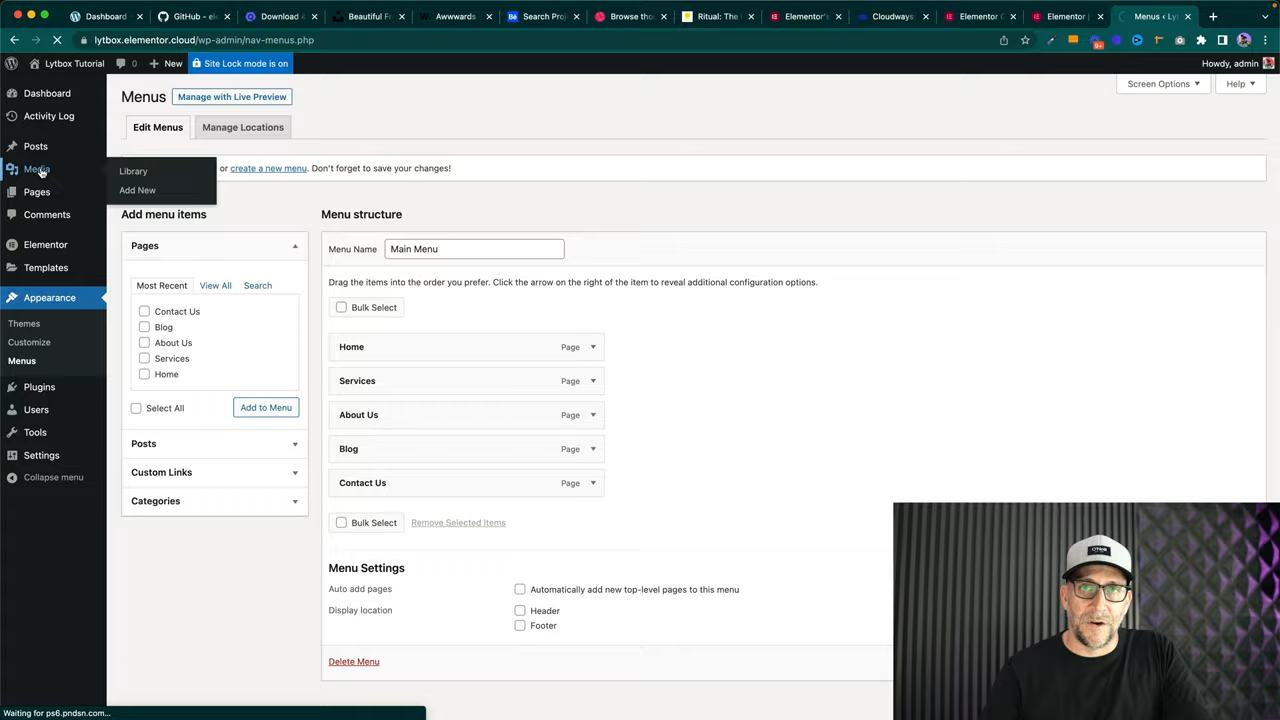 Dashboard
GitHub - ele
Download 4
Beautiful Fr
Awwwards
Search Proj
Browse thou
Ritual: The
Elementor's
Cloudways:
Elementor C
Elementor |
Menus ‹ Lyt
lytbox.elementor.cloud/wp-admin/nav-menus.php
Lytbox Tutorial
0
New
Site Lock mode is on
Howdy, admin
Dashboard
Activity Log
Posts
Media
Pages
Comments
Elementor
Templates
Appearance
Themes
Customize
Menus
Plugins
Users
Tools
Settings
Collapse menu
Library
Add New
Menus
Manage with Live Preview
Screen Options
Help
Edit Menus
Manage Locations
or create a new menu. Don't forget to save your changes!
Add menu items
Pages
Most Recent
View All
Search
Contact Us
Blog
About Us
Services
Home
Select All
Add to Menu
Posts
Custom Links
Categories
Menu structure
Menu Name
Main Menu
Drag the items into the order you prefer. Click the arrow on the right of the item to reveal additional configuration options.
Bulk Select
Home Page
Services Page
About Us Page
Blog Page
Contact Us Page
Bulk Select
Remove Selected Items
Menu Settings
Auto add pages
Automatically add new top-level pages to this menu
Display location
Header
Footer
Delete Menu
Waiting for ps6.pndsn.com...